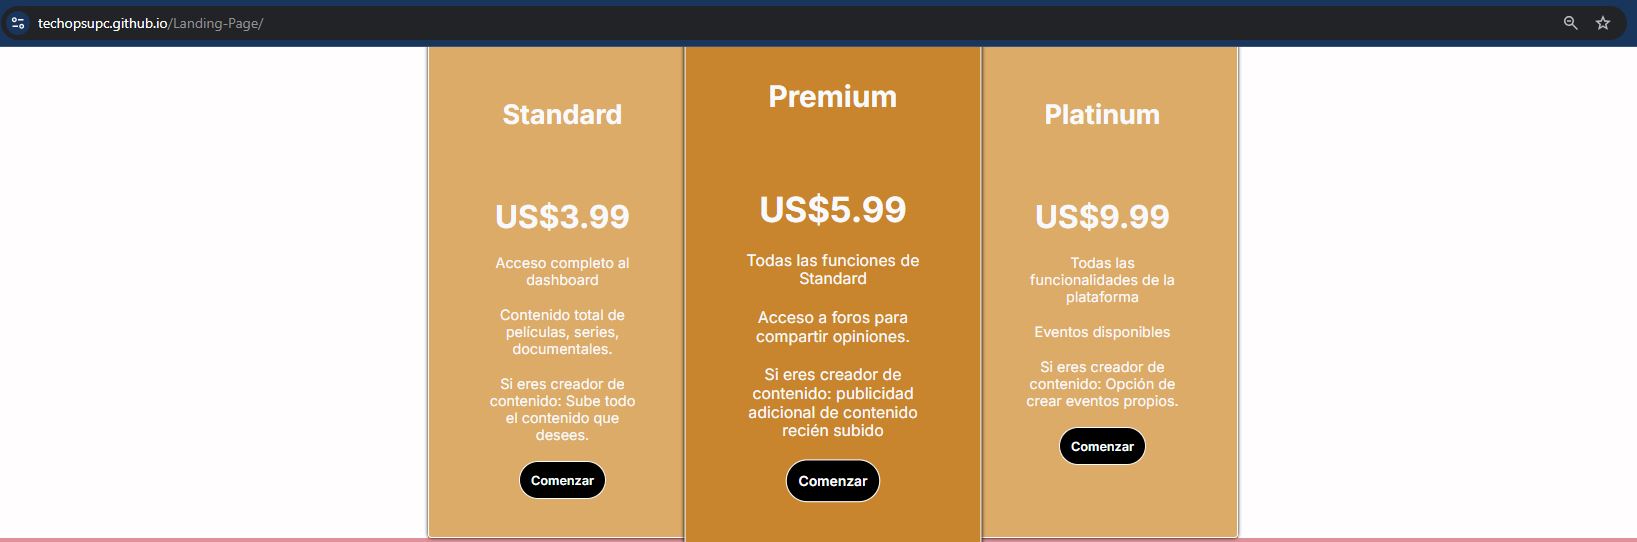 techopsupc.github.io/Landing-Page/
Standard
US$3.99
Acceso completo al
dashboard
Contenido total de
películas, series,
documentales.
Si eres creador de
contenido: Sube todo
el contenido que
desees.
Comenzar
Premium
US$5.99
Todas las funciones de
Standard
Acceso a foros para
compartir opiniones.
Si eres creador de
contenido: publicidad
adicional de contenido
recién subido
Comenzar
Platinum
US$9.99
Todas las
funcionalidades de la
plataforma
Eventos disponibles
Si eres creador de
contenido: Opción de
crear eventos propios.
Comenzar